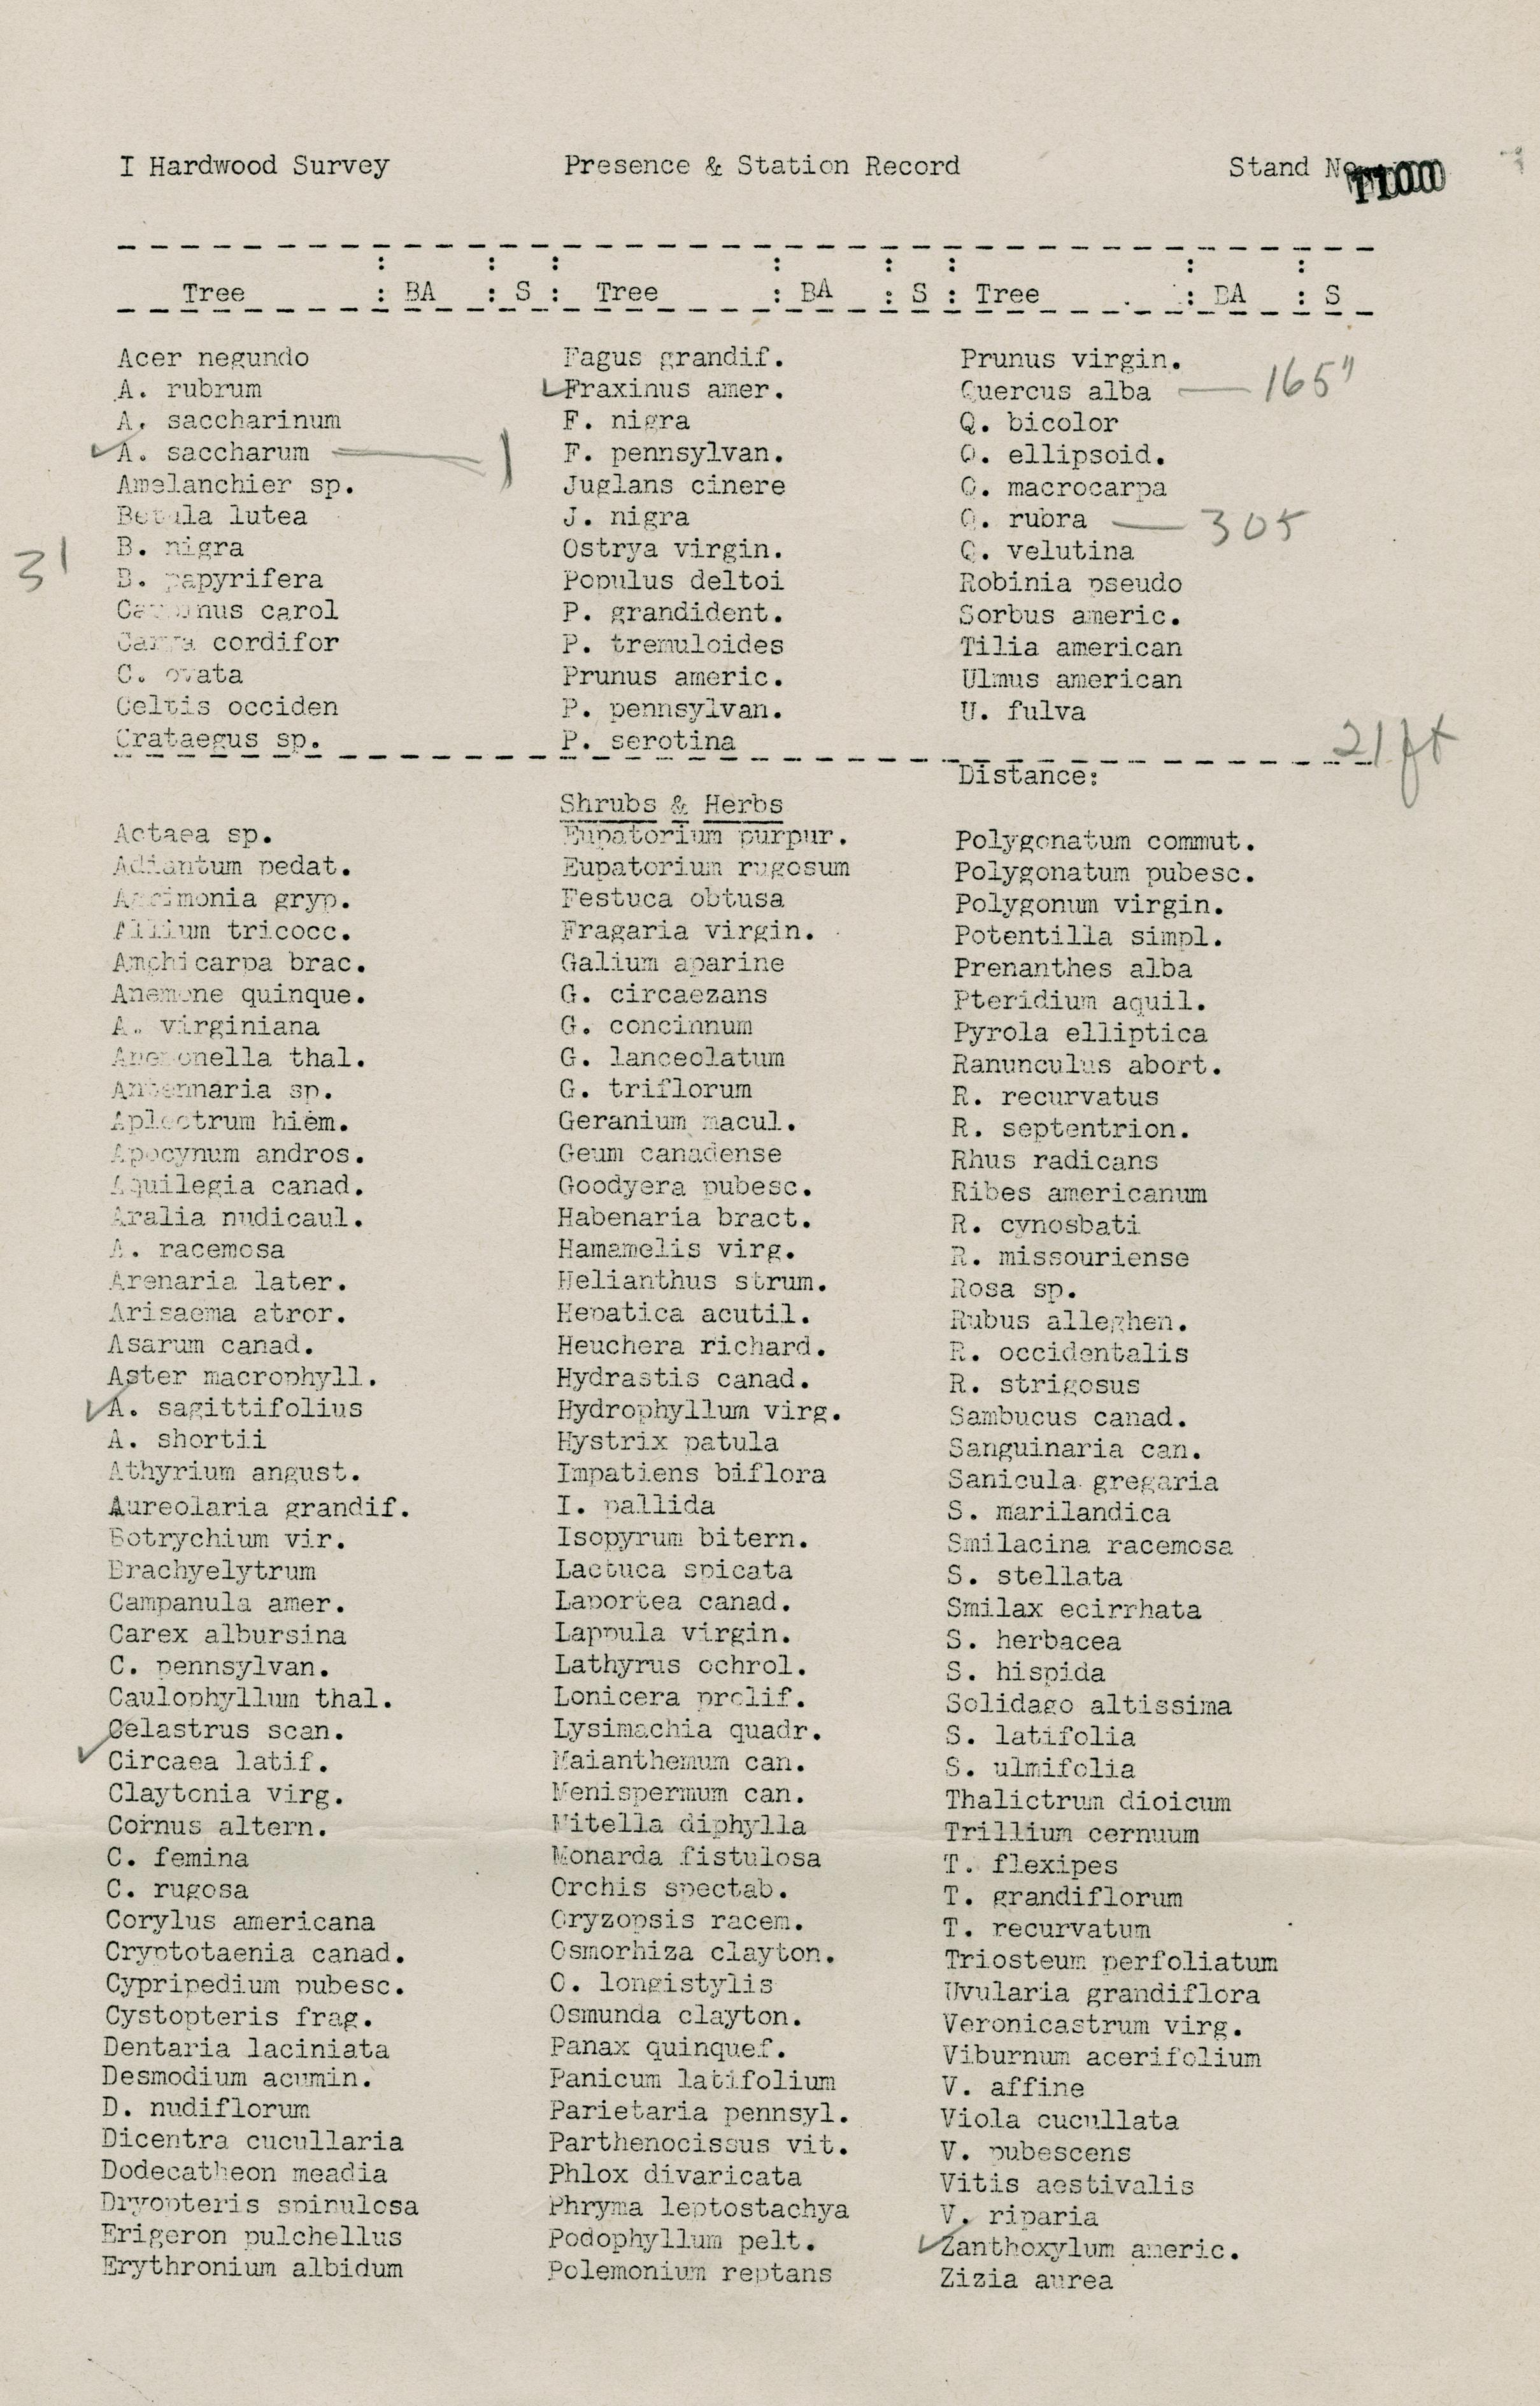 I Hardwood Survey Presence & Station Record Stand No.
Tree : BA : S : Tree : BA : S : Tree : BA : S
Acer negundo
A. rubrum
A. saccharinum
✓A. saccharum — 1
Amelanchier sp.
Betula lutea
B. nigra
31
B. papyrifera
Carpinus carol
Carya cordifor
C. ovata
Celtis occiden
Crataegus sp.
Fagus grandif.
✓Fraxinus amer.
F. nigra
F. pennsylvan.
Juglans cinere
J. nigra
Ostrya virgin.
Populus deltoi
P. grandident.
P. tremuloides
Prunus americ.
P. pennsylvan.
P. serotina
Prunus virgin.
Quercus alba — 165"
Q. bicolor
Q. ellipsoid.
Q. macrocarpa
Q. rubra — 305
Q. velutina
Robinia pseudo
Sorbus americ.
Tilia american
Ulmus american
U. fulva
21 ft
Distance:
Shrubs & Herbs
Actaea sp.
Adiantum pedat.
Agrimonia gryp.
Allium tricocc.
Amphicarpa brac.
Anemone quinque.
A. virginiana
Anemonella thal.
Antennaria sp.
Aplectrum hiem.
Apocynum andros.
Aquilegia canad.
Aralia nudicaul.
A. racemosa
Arenaria later.
Arisaema atror.
Asarum canad.
Aster macrophyll.
✓A. sagittifolius
A. shortii
Athyrium angust.
Aureolaria grandif.
Botrychium vir.
Brachyelytrum
Campanula amer.
Carex albursina
C. pennsylvan.
Caulophyllum thal.
Celastrus scan.
✓Circaea latif.
Claytonia virg.
Cornus altern.
C. femina
C. rugosa
Corylus americana
Cryptotaenia canad.
Cypripedium pubesc.
Cystopteris frag.
Dentaria laciniata
Desmodium acumin.
D. nudiflorum
Dicentra cucullaria
Dodecatheon meadia
Dryopteris spinulosa
Erigeron pulchellus
Erythronium albidum
Eupatorium purpur.
Eupatorium rugosum
Festuca obtusa
Fragaria virgin.
Galium aparine
G. circaezans
G. concinnum
G. lanceolatum
G. triflorum
Geranium macul.
Geum canadense
Goodyera pubesc.
Habenaria bract.
Hamamelis virg.
Helianthus strum.
Hepatica acutil.
Heuchera richard.
Hydrastis canad.
Hydrophyllum virg.
Hystrix patula
Impatiens biflora
I. pallida
Isopyrum bitern.
Lactuca spicata
Laportea canad.
Lappula virgin.
Lathyrus ochrol.
Lonicera prolif.
Lysimachia quadr.
Maianthemum can.
Menispermum can.
Mitella diphylla
Monarda fistulosa
Orchis spectab.
Oryzopsis racem.
Osmorhiza clayton.
O. longistylis
Osmunda clayton.
Panax quinquef.
Panicum latifolium
Parietaria pennsyl.
Parthenocissus vit.
Phlox divaricata
Phryma leptostachya
Podophyllum pelt.
Polemonium reptans
Polygonatum commut.
Polygonatum pubesc.
Polygonum virgin.
Potentilla simpl.
Prenanthes alba
Pteridium aquil.
Pyrola elliptica
Ranunculus abort.
R. recurvatus
R. septentrion.
Rhus radicans
Ribes americanum
R. cynosbati
R. missouriense
Rosa sp.
Rubus alleghen.
R. occidentalis
R. strigosus
Sambucus canad.
Sanguinaria can.
Sanicula gregaria
S. marilandica
Smilacina racemosa
S. stellata
Smilax ecirrhata
S. herbacea
S. hispida
Solidago altissima
S. latifolia
S. ulmifolia
Thalictrum dioicum
Trillium cernuum
T. flexipes
T. grandiflorum
T. recurvatum
Triosteum perfoliatum
Uvularia grandiflora
Veronicastrum virg.
Viburnum acerifolium
V. affine
Viola cucullata
V. pubescens
Vitis aestivalis
V. riparia
✓Zanthoxylum americ.
Zizia aurea